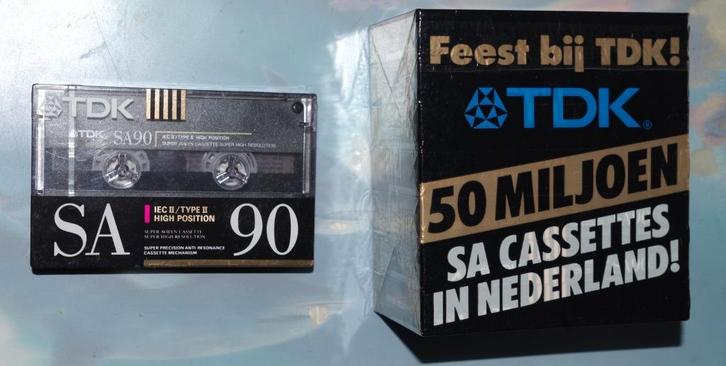 TDK
TDK SA90 IEC II/TYPE II HIGH POSITION
SUPER AVILYN CASSETTE SUPER HIGH RESOLUTION
SA 90
IEC II/TYPE II
HIGH POSITION
SUPER AVILYN CASSETTE
SUPER HIGH RESOLUTION
SUPER PRECISION ANTI RESONANCE
CASSETTE MECHANISM
Feest bij TDK!
TDK®
50 MILJOEN
SA CASSETTES
IN NEDERLAND!